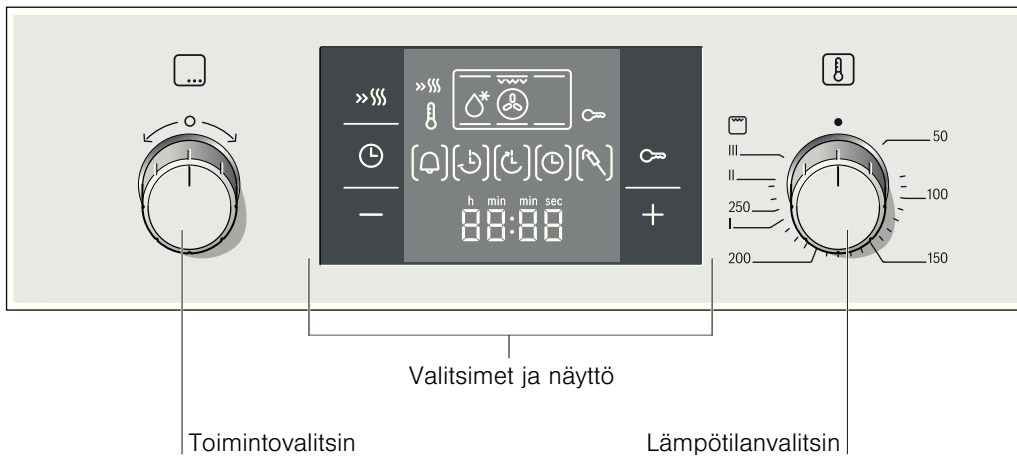 h min min sec
88:88
50
100
150
200
I
250
II
III
Valitsimet ja näyttö
Toimintovalitsin
Lämpötilanvalitsin